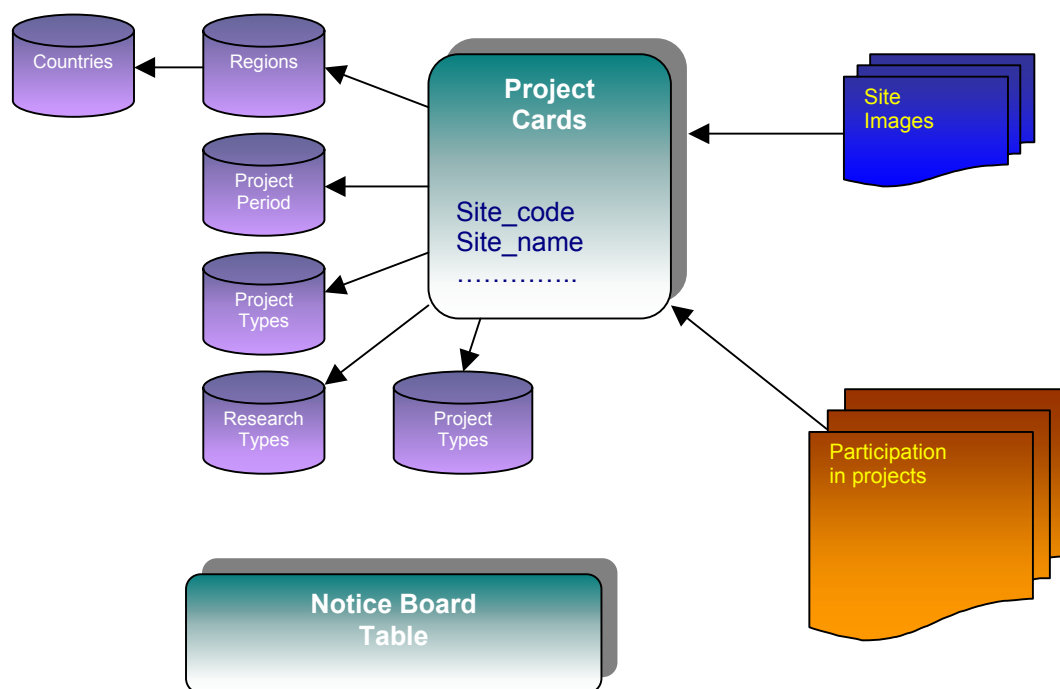 Countries
Regions
Project
Cards
Site
Images
Project
Period
Site_code
Site_name
…………..
Project
Types
Research
Types
Project
Types
Participation
in projects
Notice Board
Table